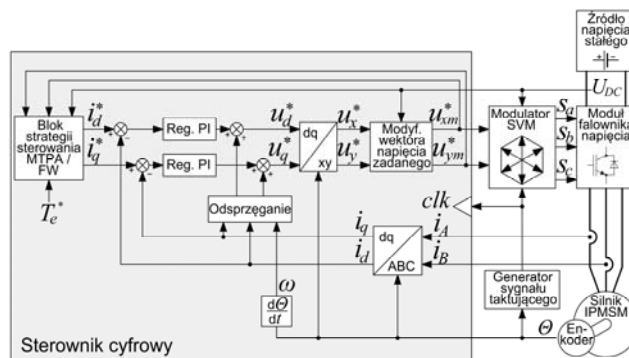 Źródło
napięcia
stałego
U_DC
Blok
strategii
sterowania
MTPA /
FW
T_e^*
i_d^*
i_q^*
Reg. PI
Reg. PI
u_d^*
u_q^*
dq
xy
u_x^*
u_y^*
Modyf.
wektora
napięcia
zadanego
u_xm^*
u_ym^*
Modulator
SVM
s_a
s_b
s_c
Moduł
falownika
napięcia
Odsprzęganie
i_q
i_d
dq
ABC
i_A
i_B
clk
Generator
sygnału
taktującego
ω
dΘ
dt
Θ
Silnik
IPMSM
En-
koder
Sterownik cyfrowy